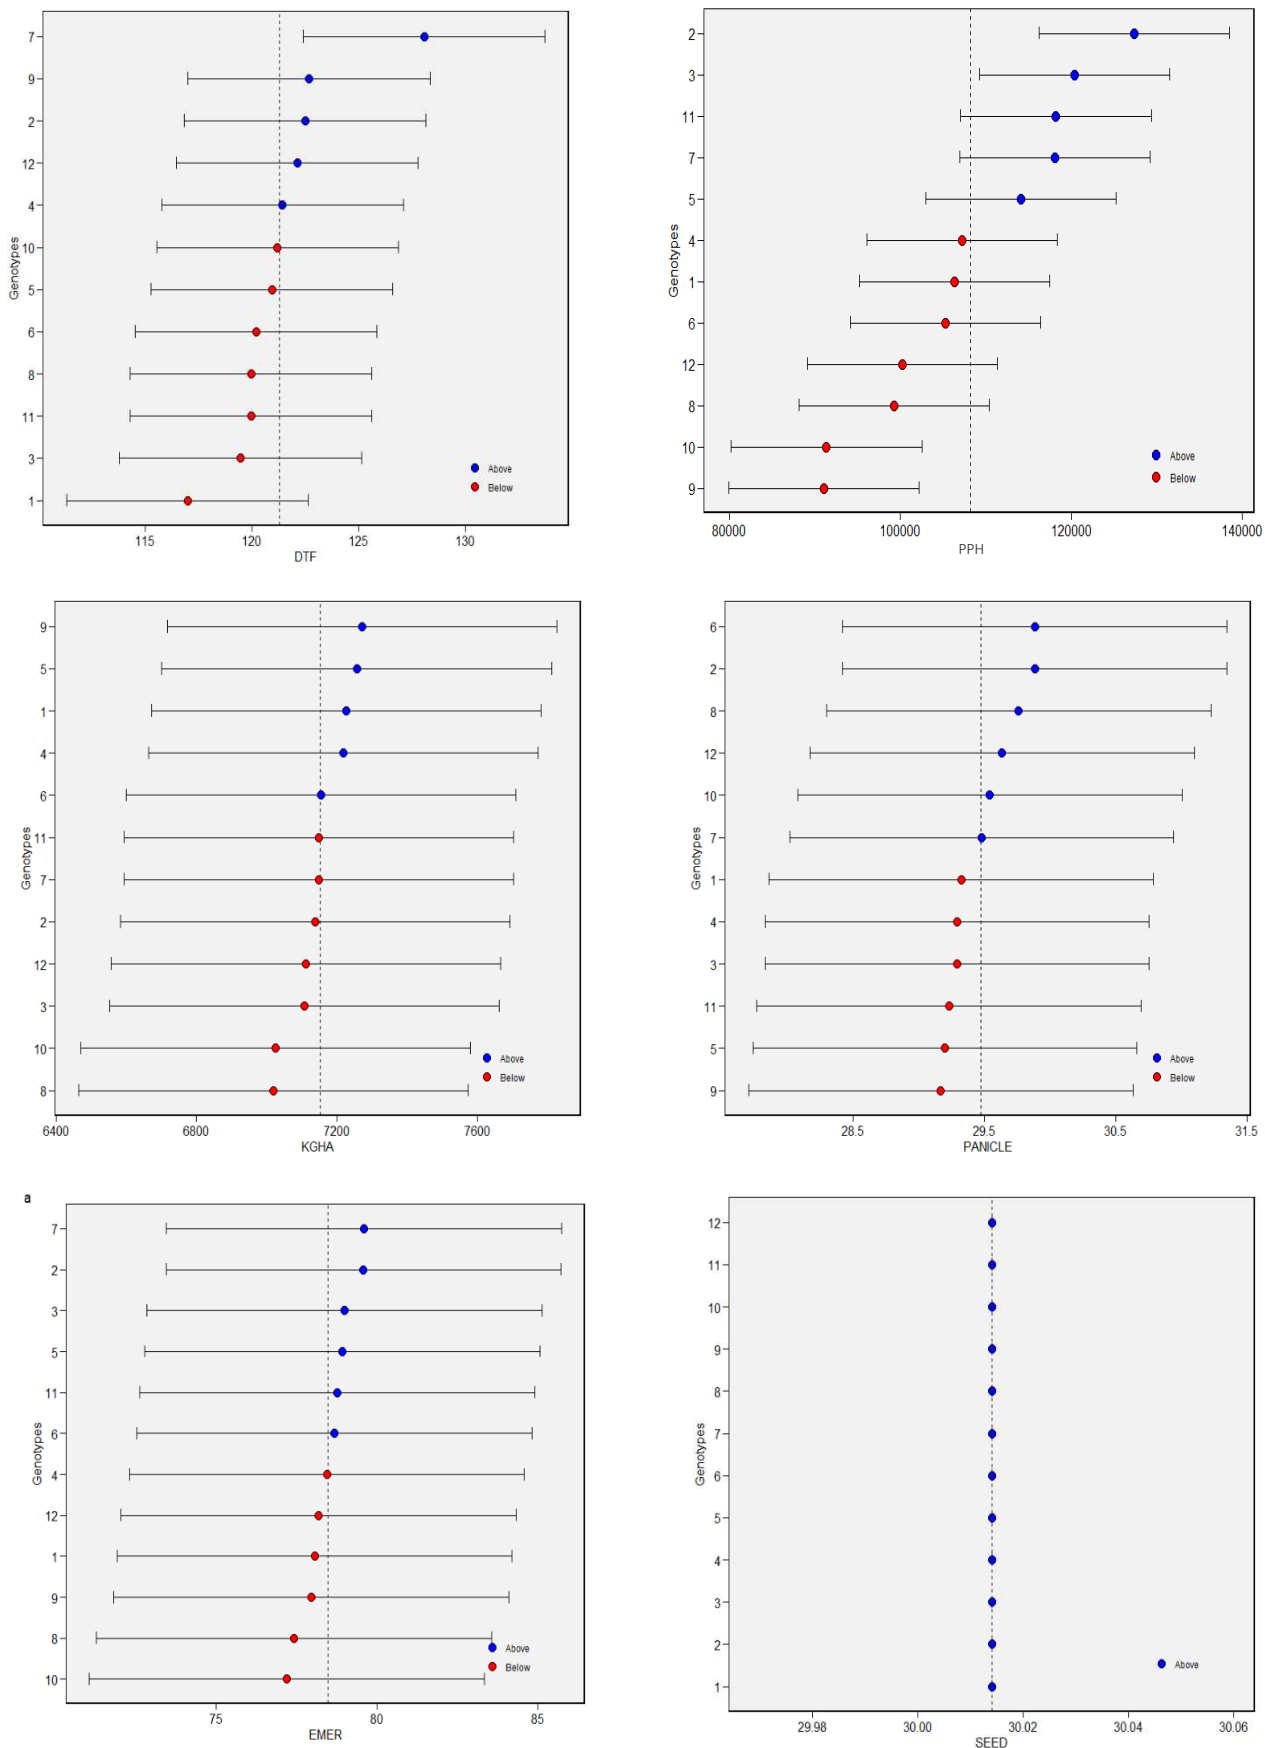 7
9
2
12
4
10
5
6
8
11
3
1
Genotypes
Above
Below
115 120 125 130
DTF
2
3
11
7
5
4
1
6
12
8
10
9
Genotypes
Above
Below
80000 100000 120000 140000
PPH
9
5
1
4
6
11
7
2
12
3
10
8
Genotypes
Above
Below
6400 6800 7200 7600
KGHA
6
2
8
12
10
7
1
4
3
11
5
9
Genotypes
Above
Below
28.5 29.5 30.5 31.5
PANICLE
a
7
2
3
5
11
6
4
12
1
9
8
10
Genotypes
Above
Below
75 80 85
EMER
12
11
10
9
8
7
6
5
4
3
2
1
Genotypes
Above
29.98 30.00 30.02 30.04 30.06
SEED